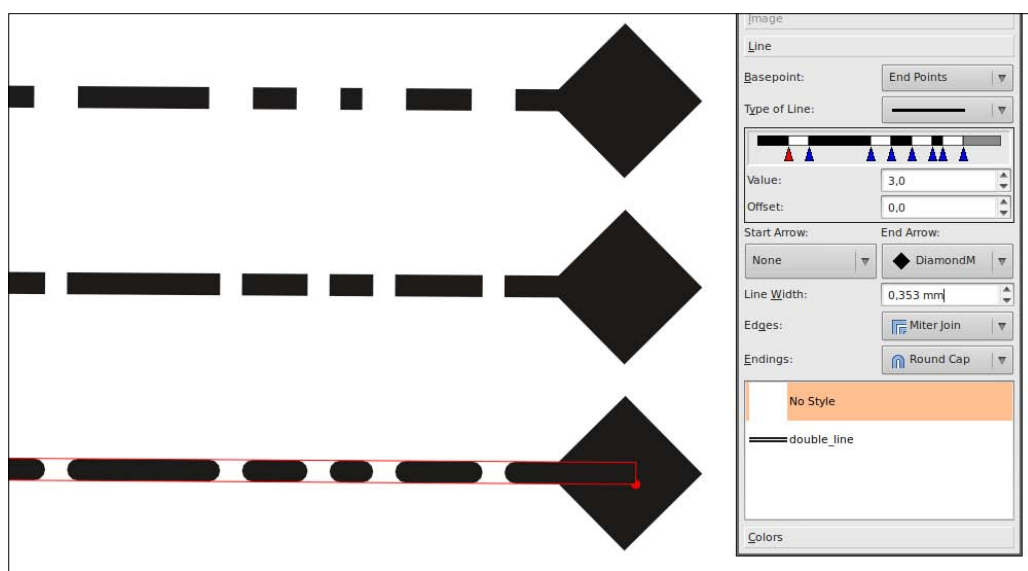 Image
Line
Basepoint: End Points
Type of Line:
Value: 3,0
Offset: 0,0
Start Arrow: End Arrow:
None DiamondM
Line Width: 0,353 mm
Edges: Miter Join
Endings: Round Cap
No Style
double_line
Colors